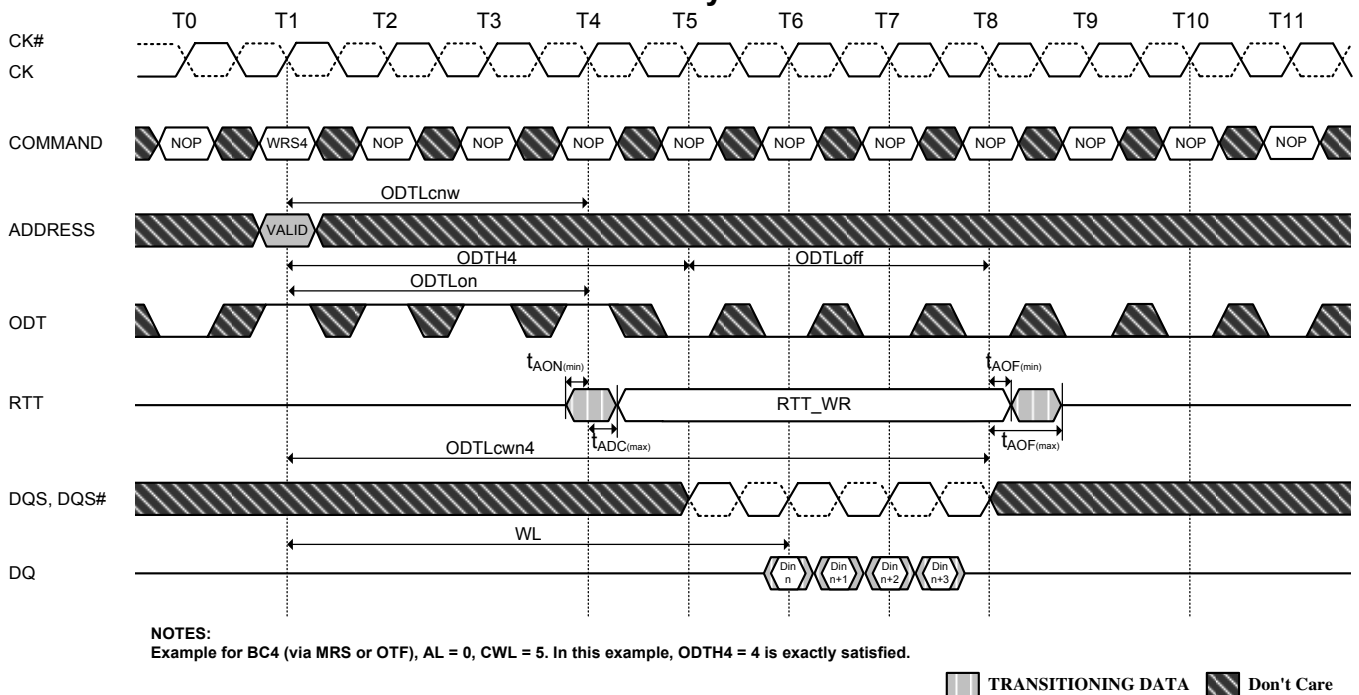 T0 T1 T2 T3 T4 T5 T6 T7 T8 T9 T10 T11
CK#
CK
COMMAND NOP WRS4 NOP NOP NOP NOP NOP NOP NOP NOP NOP NOP
ODTLcnw
ADDRESS VALID
ODTH4 ODTLoff
ODTLon
ODT
tAON(min) tAOF(min)
RTT RTT_WR
tADC(max) tAOF(max)
ODTLcwn4
DQS, DQS#
WL
DQ Din n Din n+1 Din n+2 Din n+3
NOTES:
Example for BC4 (via MRS or OTF), AL = 0, CWL = 5. In this example, ODTH4 = 4 is exactly satisfied.
TRANSITIONING DATA Don't Care